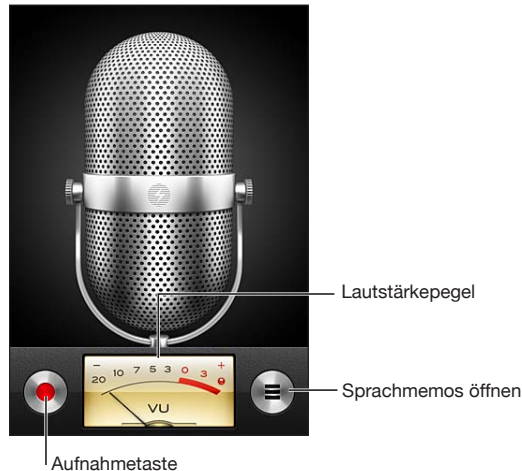 Lautstärkepegel
− 20 10 7 5 3 0 3 +
VU
Sprachmemos öffnen
Aufnahmetaste